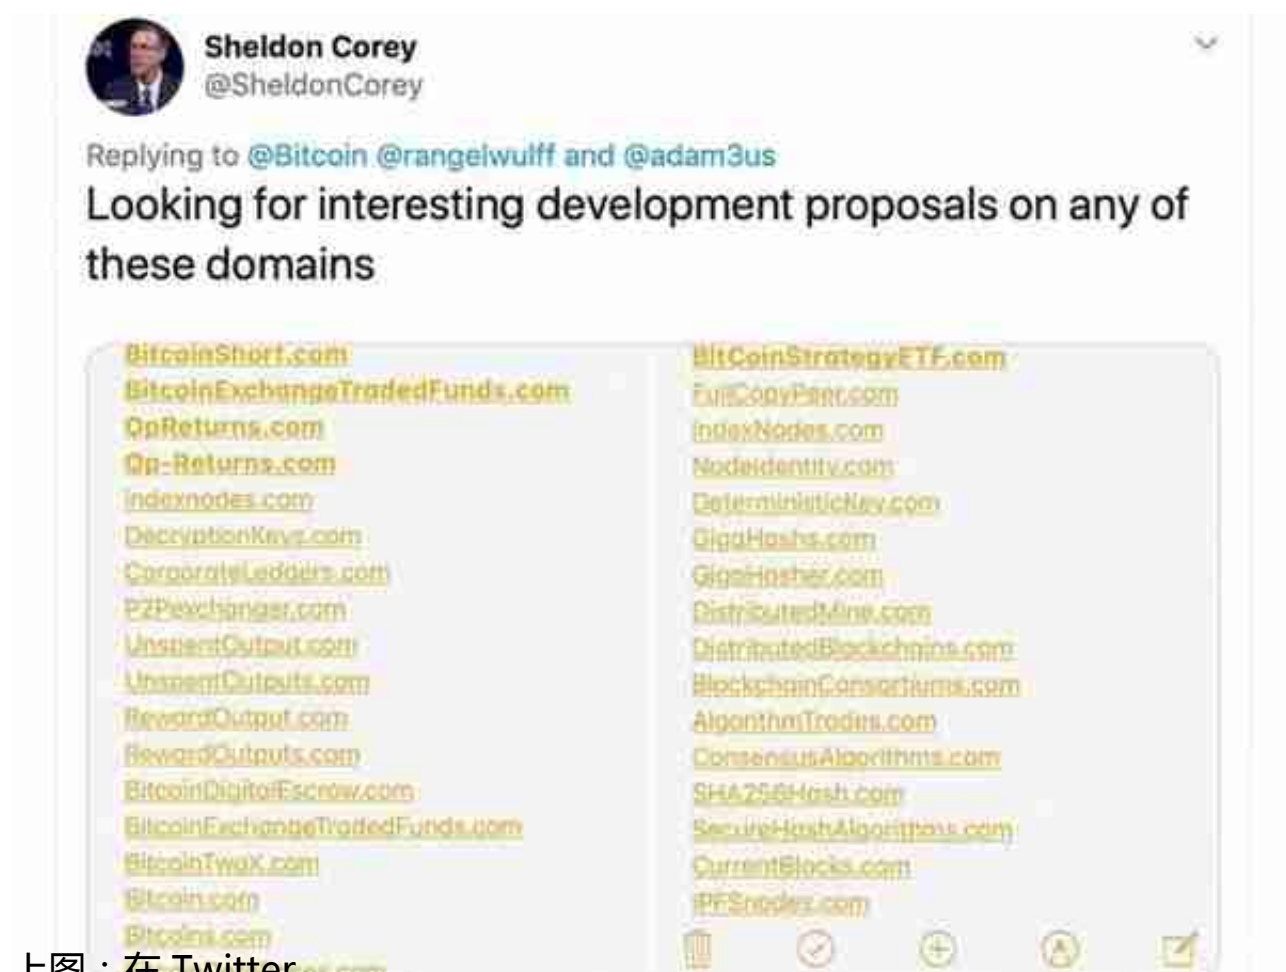 Sheldon Corey
@SheldonCorey
Replying to @Bitcoin @rangelwulff and @adam3us
Looking for interesting development proposals on any of
these domains
BitcoinShort.com
BitcoinExchangeTradedFunds.com
OpReturns.com
Op-Returns.com
indexnodes.com
DecryptionKeys.com
CorporateLedgers.com
P2Pexchanger.com
UnspentOutput.com
UnspentOutputs.com
RewardOutput.com
RewardOutputs.com
BitcoinDigitalEscrow.com
BitcoinExchangeTradedFunds.com
BitcoinTwoX.com
Bitcoin.com
Bitcoins.com
BitCoinStrategyETF.com
FullCopyPeer.com
IndexNodes.com
NodeIdentity.com
DeterministicKey.com
GigaHashs.com
GigaHasher.com
DistributedMine.com
DistributedBlockchains.com
BlockchainConsortiums.com
AlgorithmTrades.com
ConsensusAlgorithms.com
SHA256Hash.com
SecureHashAlgorithms.com
CurrentBlocks.com
IPFSnodes.com
上图：在 Twitter